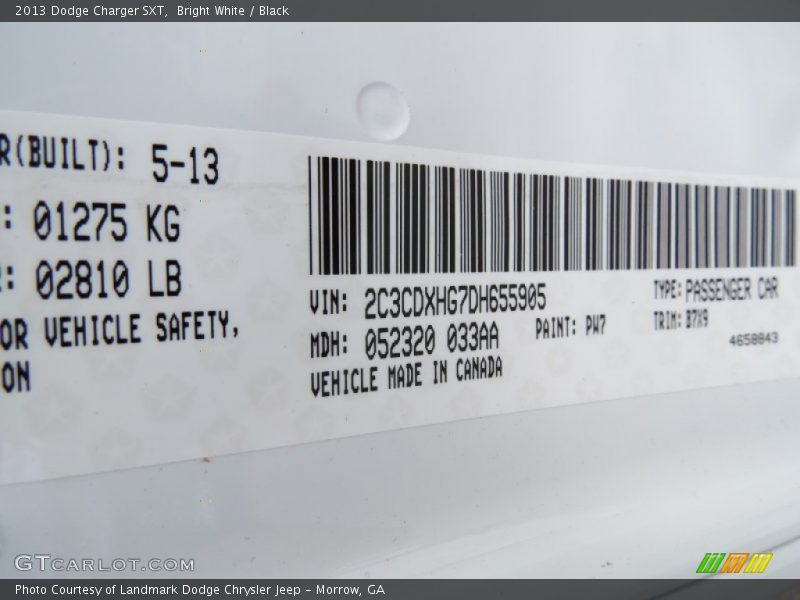 2013 Dodge Charger SXT, Bright White / Black
R(BUILT): 5-13
: 01275 KG
: 02810 LB
OR VEHICLE SAFETY,
ON
VIN: 2C3CDXHG7DH655905
TYPE: PASSENGER CAR
MDH: 052320 033AA
PAINT: PW7
TRIM: B7X9
VEHICLE MADE IN CANADA
4658843
GTCARLOT.COM
Photo Courtesy of Landmark Dodge Chrysler Jeep - Morrow, GA